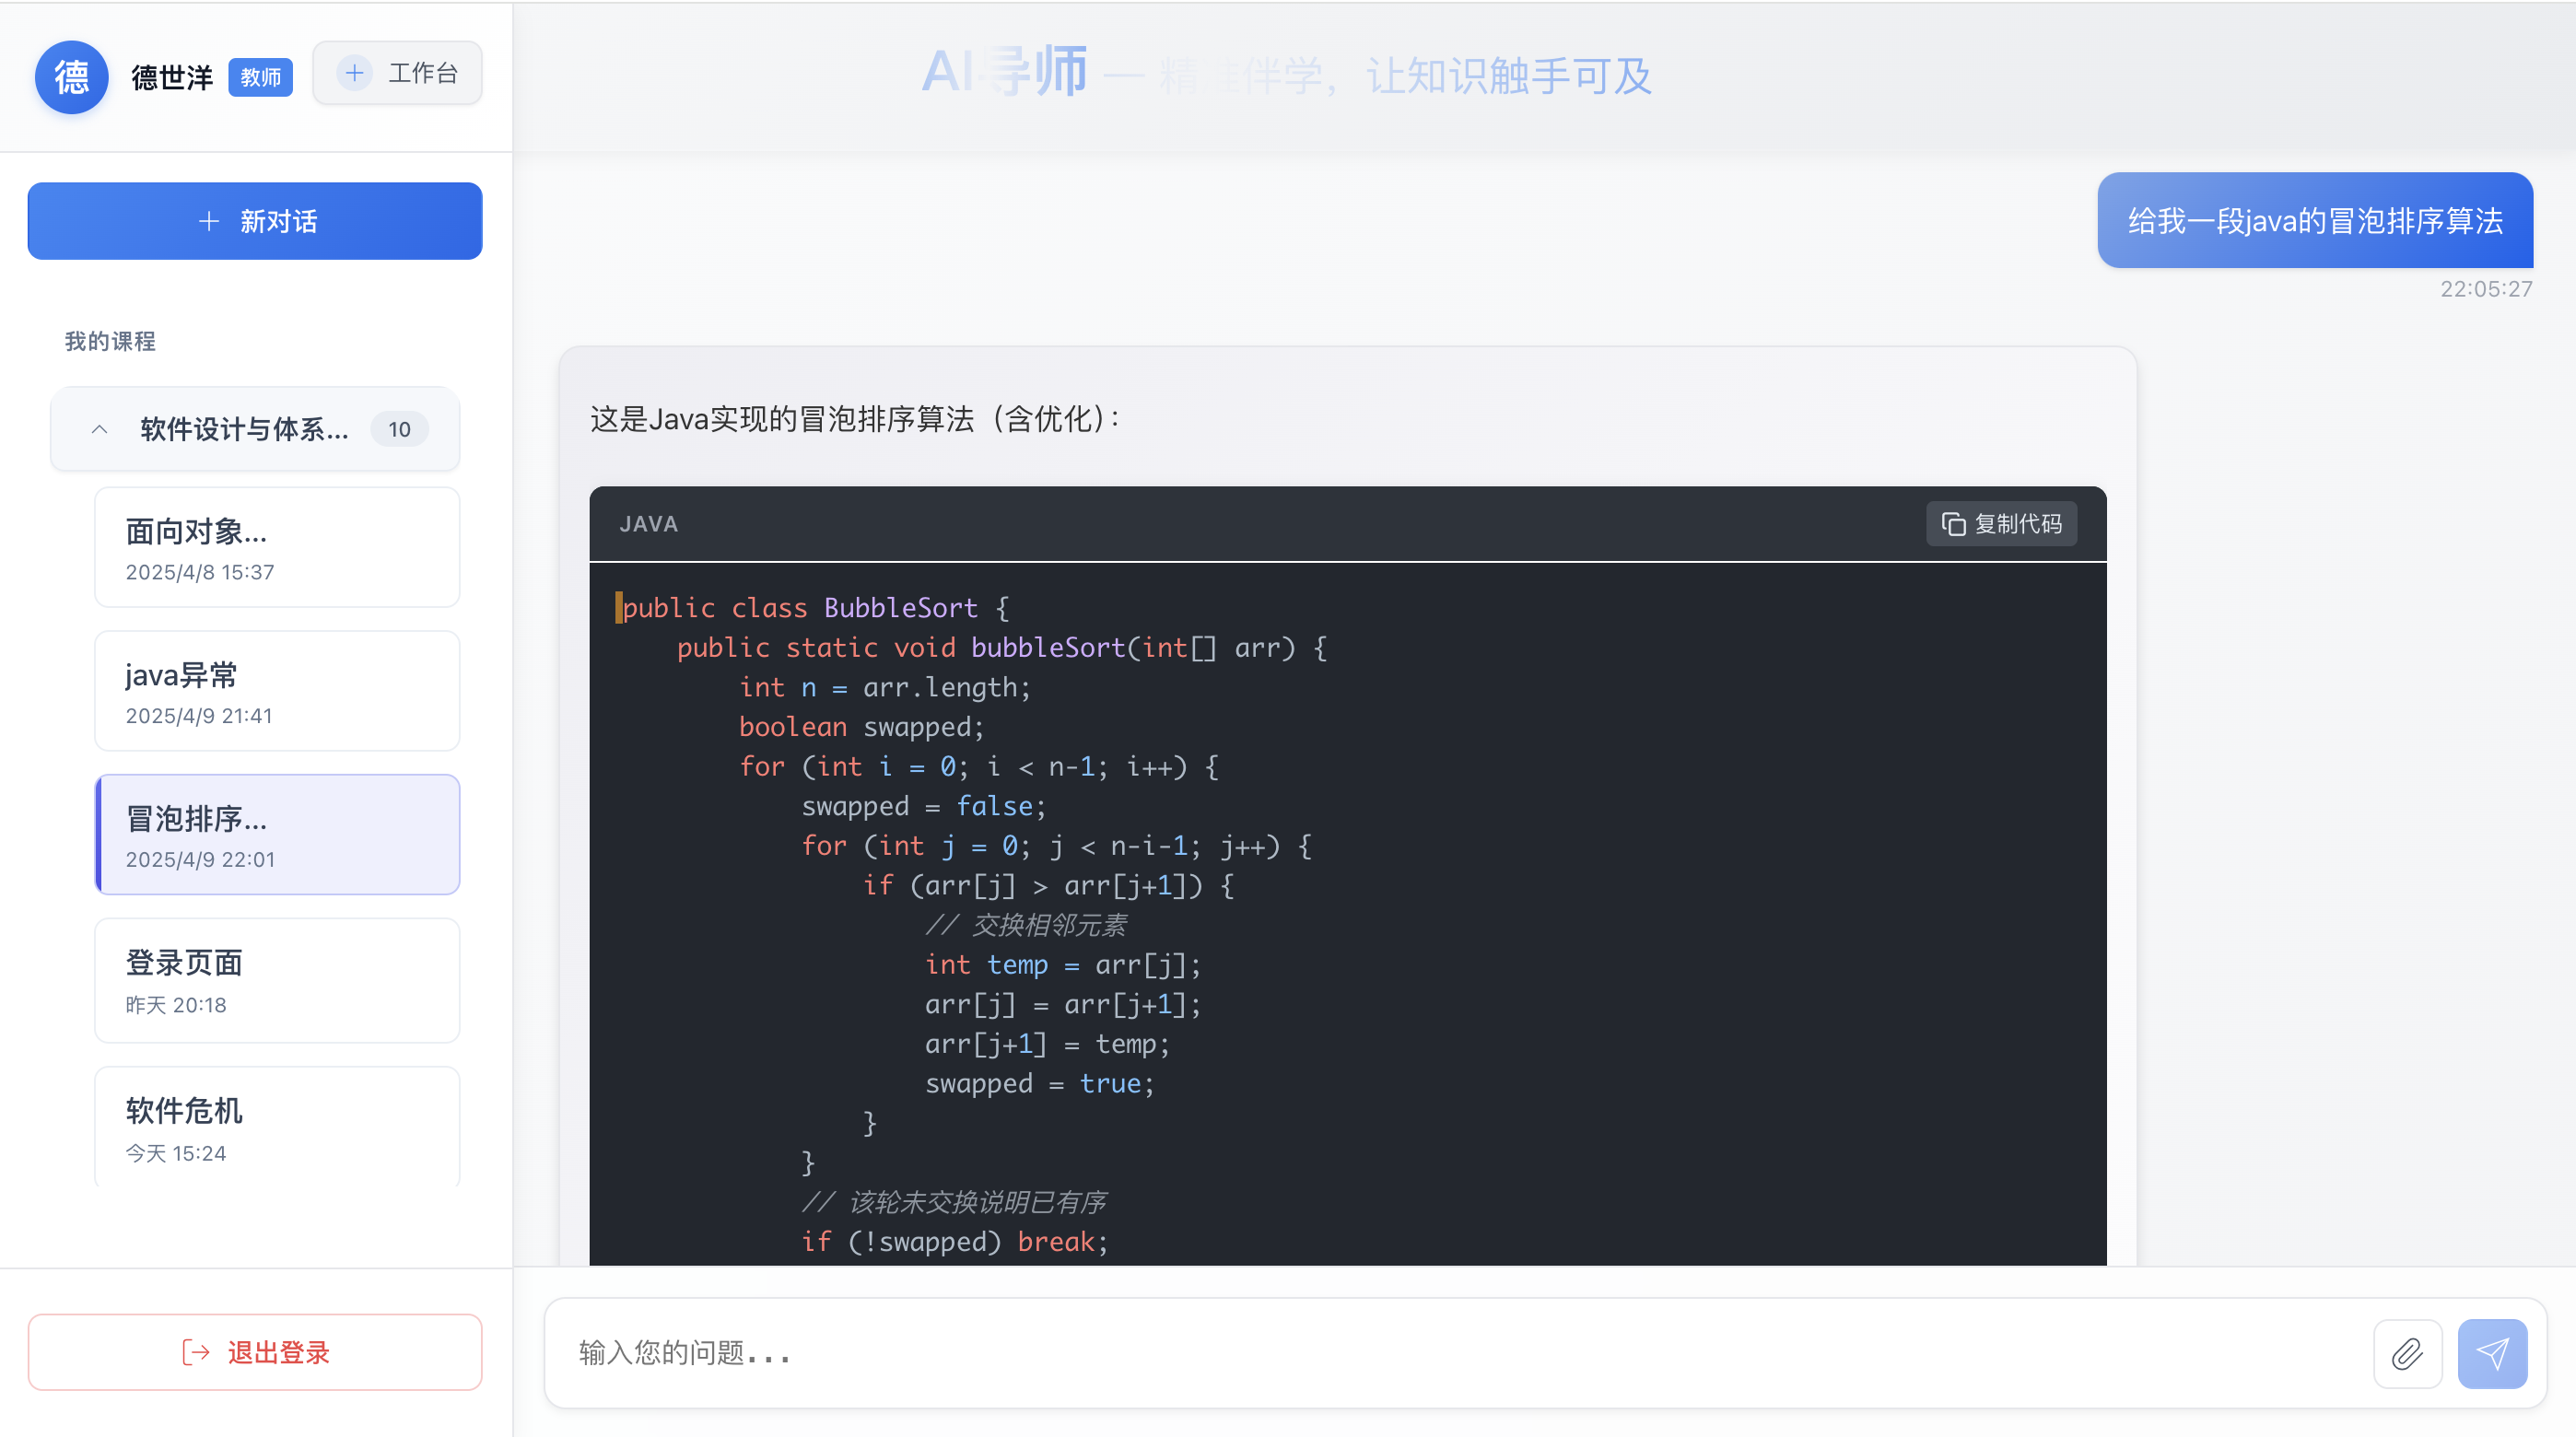 德
德世洋
教师
工作台
AI导师 — 精准伴学，让知识触手可及
新对话
我的课程
软件设计与体系... 10
面向对象...
2025/4/8 15:37
java异常
2025/4/9 21:41
冒泡排序...
2025/4/9 22:01
登录页面
昨天 20:18
软件危机
今天 15:24
退出登录
给我一段java的冒泡排序算法
22:05:27
这是Java实现的冒泡排序算法（含优化）：
JAVA
复制代码
public class BubbleSort {
    public static void bubbleSort(int[] arr) {
        int n = arr.length;
        boolean swapped;
        for (int i = 0; i < n-1; i++) {
            swapped = false;
            for (int j = 0; j < n-i-1; j++) {
                if (arr[j] > arr[j+1]) {
                    // 交换相邻元素
                    int temp = arr[j];
                    arr[j] = arr[j+1];
                    arr[j+1] = temp;
                    swapped = true;
                }
            }
            // 该轮未交换说明已有序
            if (!swapped) break;
输入您的问题...